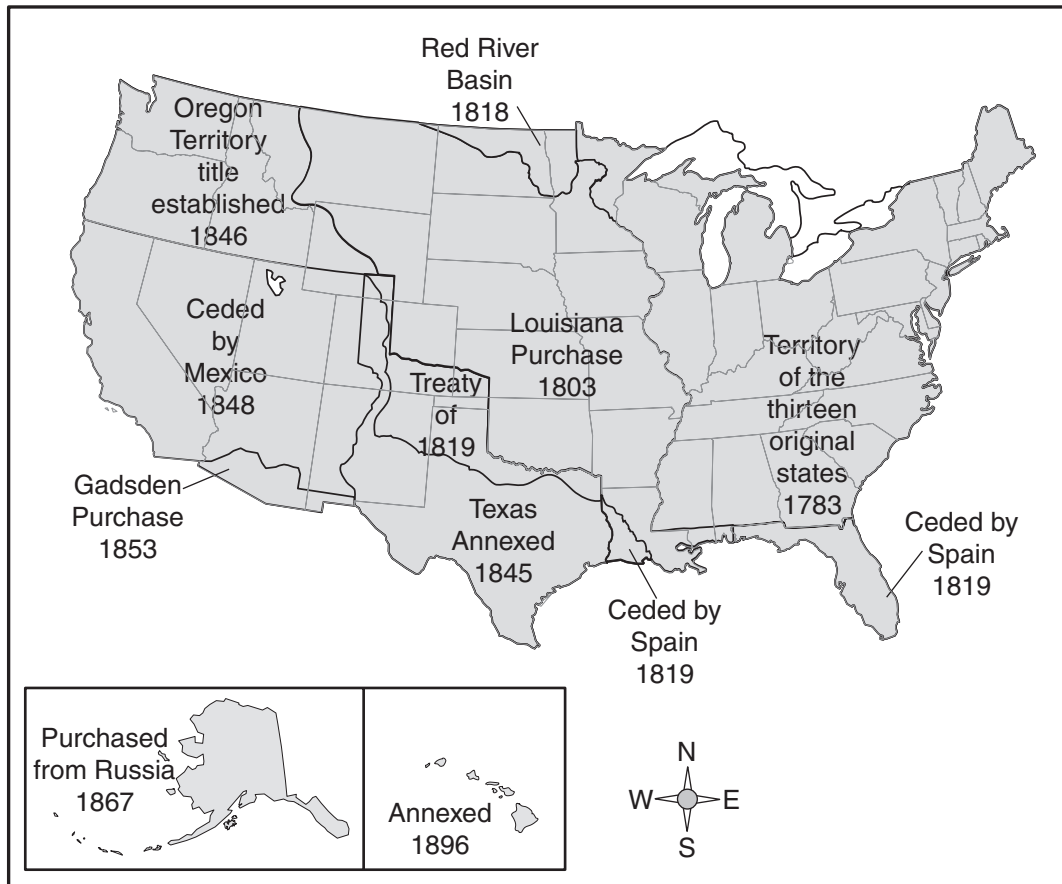 Red River
Basin
1818
Oregon
Territory
title
established
1846
Ceded
by
Mexico
1848
Louisiana
Purchase
1803
Territory
of the
thirteen
original
states
1783
Treaty
of
1819
Gadsden
Purchase
1853
Texas
Annexed
1845
Ceded by
Spain
1819
Ceded by
Spain
1819
Purchased
from Russia
1867
Annexed
1896
N
W E
S